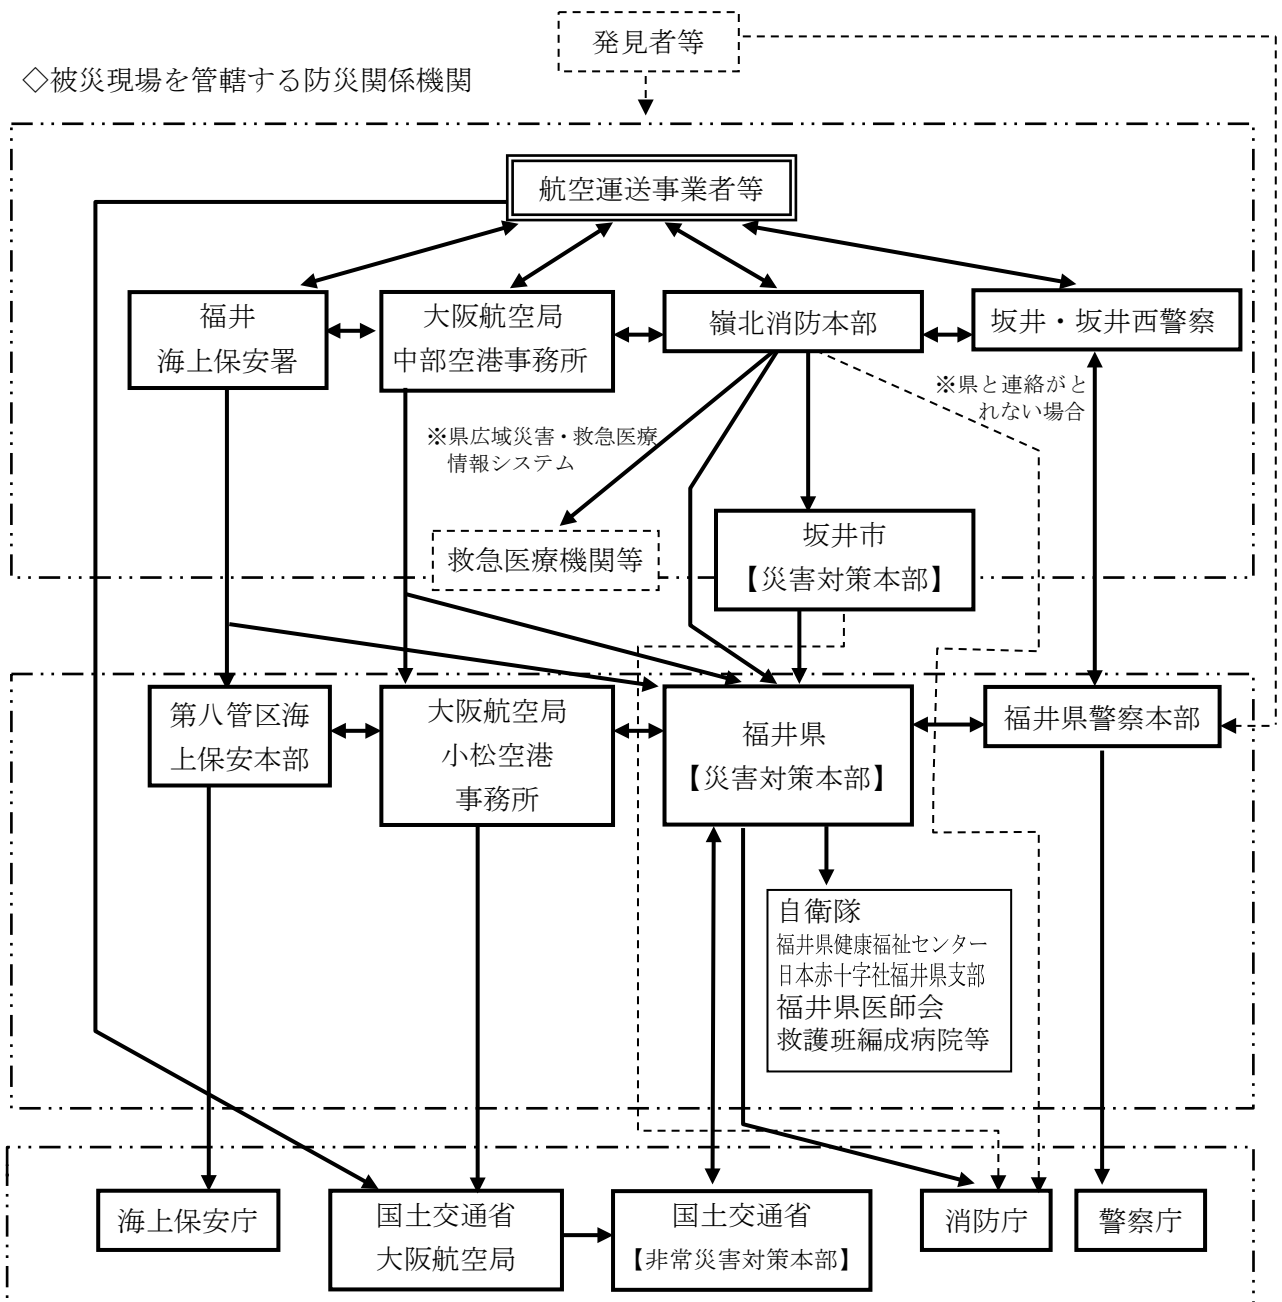 発見者等
◇被災現場を管轄する防災関係機関
航空運送事業者等
福井
海上保安署
大阪航空局
中部空港事務所
嶺北消防本部
坂井・坂井西警察
※県と連絡がと
れない場合
※県広域災害・救急医療
情報システム
救急医療機関等
坂井市
【災害対策本部】
第八管区海
上保安本部
大阪航空局
小松空港
事務所
福井県
【災害対策本部】
福井県警察本部
自衛隊
福井県健康福祉センター
日本赤十字社福井県支部
福井県医師会
救護班編成病院等
海上保安庁
国土交通省
大阪航空局
国土交通省
【非常災害対策本部】
消防庁
警察庁